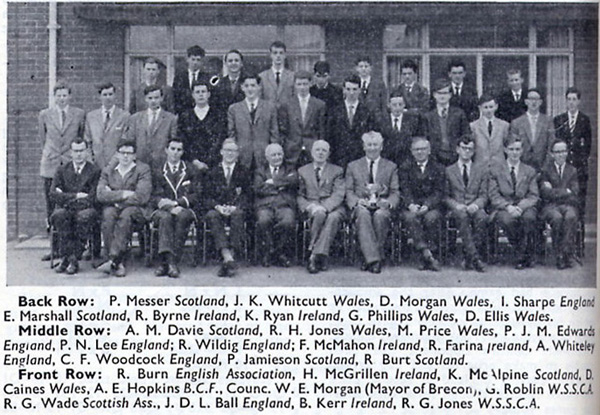 Back Row: P. Messer Scotland, J. K. Whitcutt Wales, D. Morgan Wales, I. Sharpe England
E. Marshall Scotland, R. Byrne Ireland, K. Ryan Ireland, G. Phillips Wales, D. Ellis Wales.
Middle Row: A. M. Davie Scotland, R. H. Jones Wales, M. Price Wales, P. J. M. Edwards
England, P. N. Lee England; R. Wildig England; F. McMahon Ireland, R. Farina Ireland, A. Whiteley
England, C. F. Woodcock England, P. Jamieson Scotland, R Burt Scotland.
Front Row: R. Burn English Association, H. McGrillen Ireland, K. McAlpine Scotland, D.
Caines Wales, A. E. Hopkins B.C.F., Counc. W. E. Morgan (Mayor of Brecon), G. Roblin W.S.S.C.A.
R. G. Wade Scottish Ass., J. D. L. Ball England, B. Kerr Ireland, R. G. Jones W.S.S.C.A.